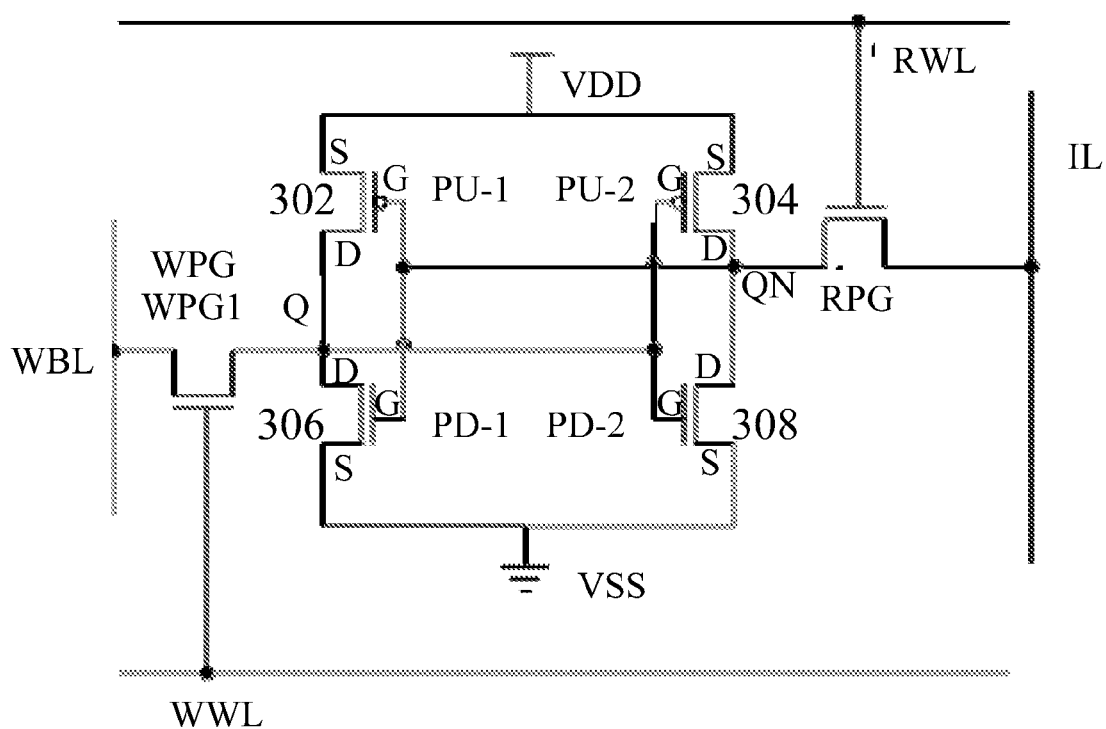 RWL
VDD
IL
S
S
G
PU-1
PU-2
G
302
304
D
D
WPG
WPG1
Q
QN
RPG
WBL
D
D
G
G
306
PD-1
PD-2
308
S
S
VSS
WWL